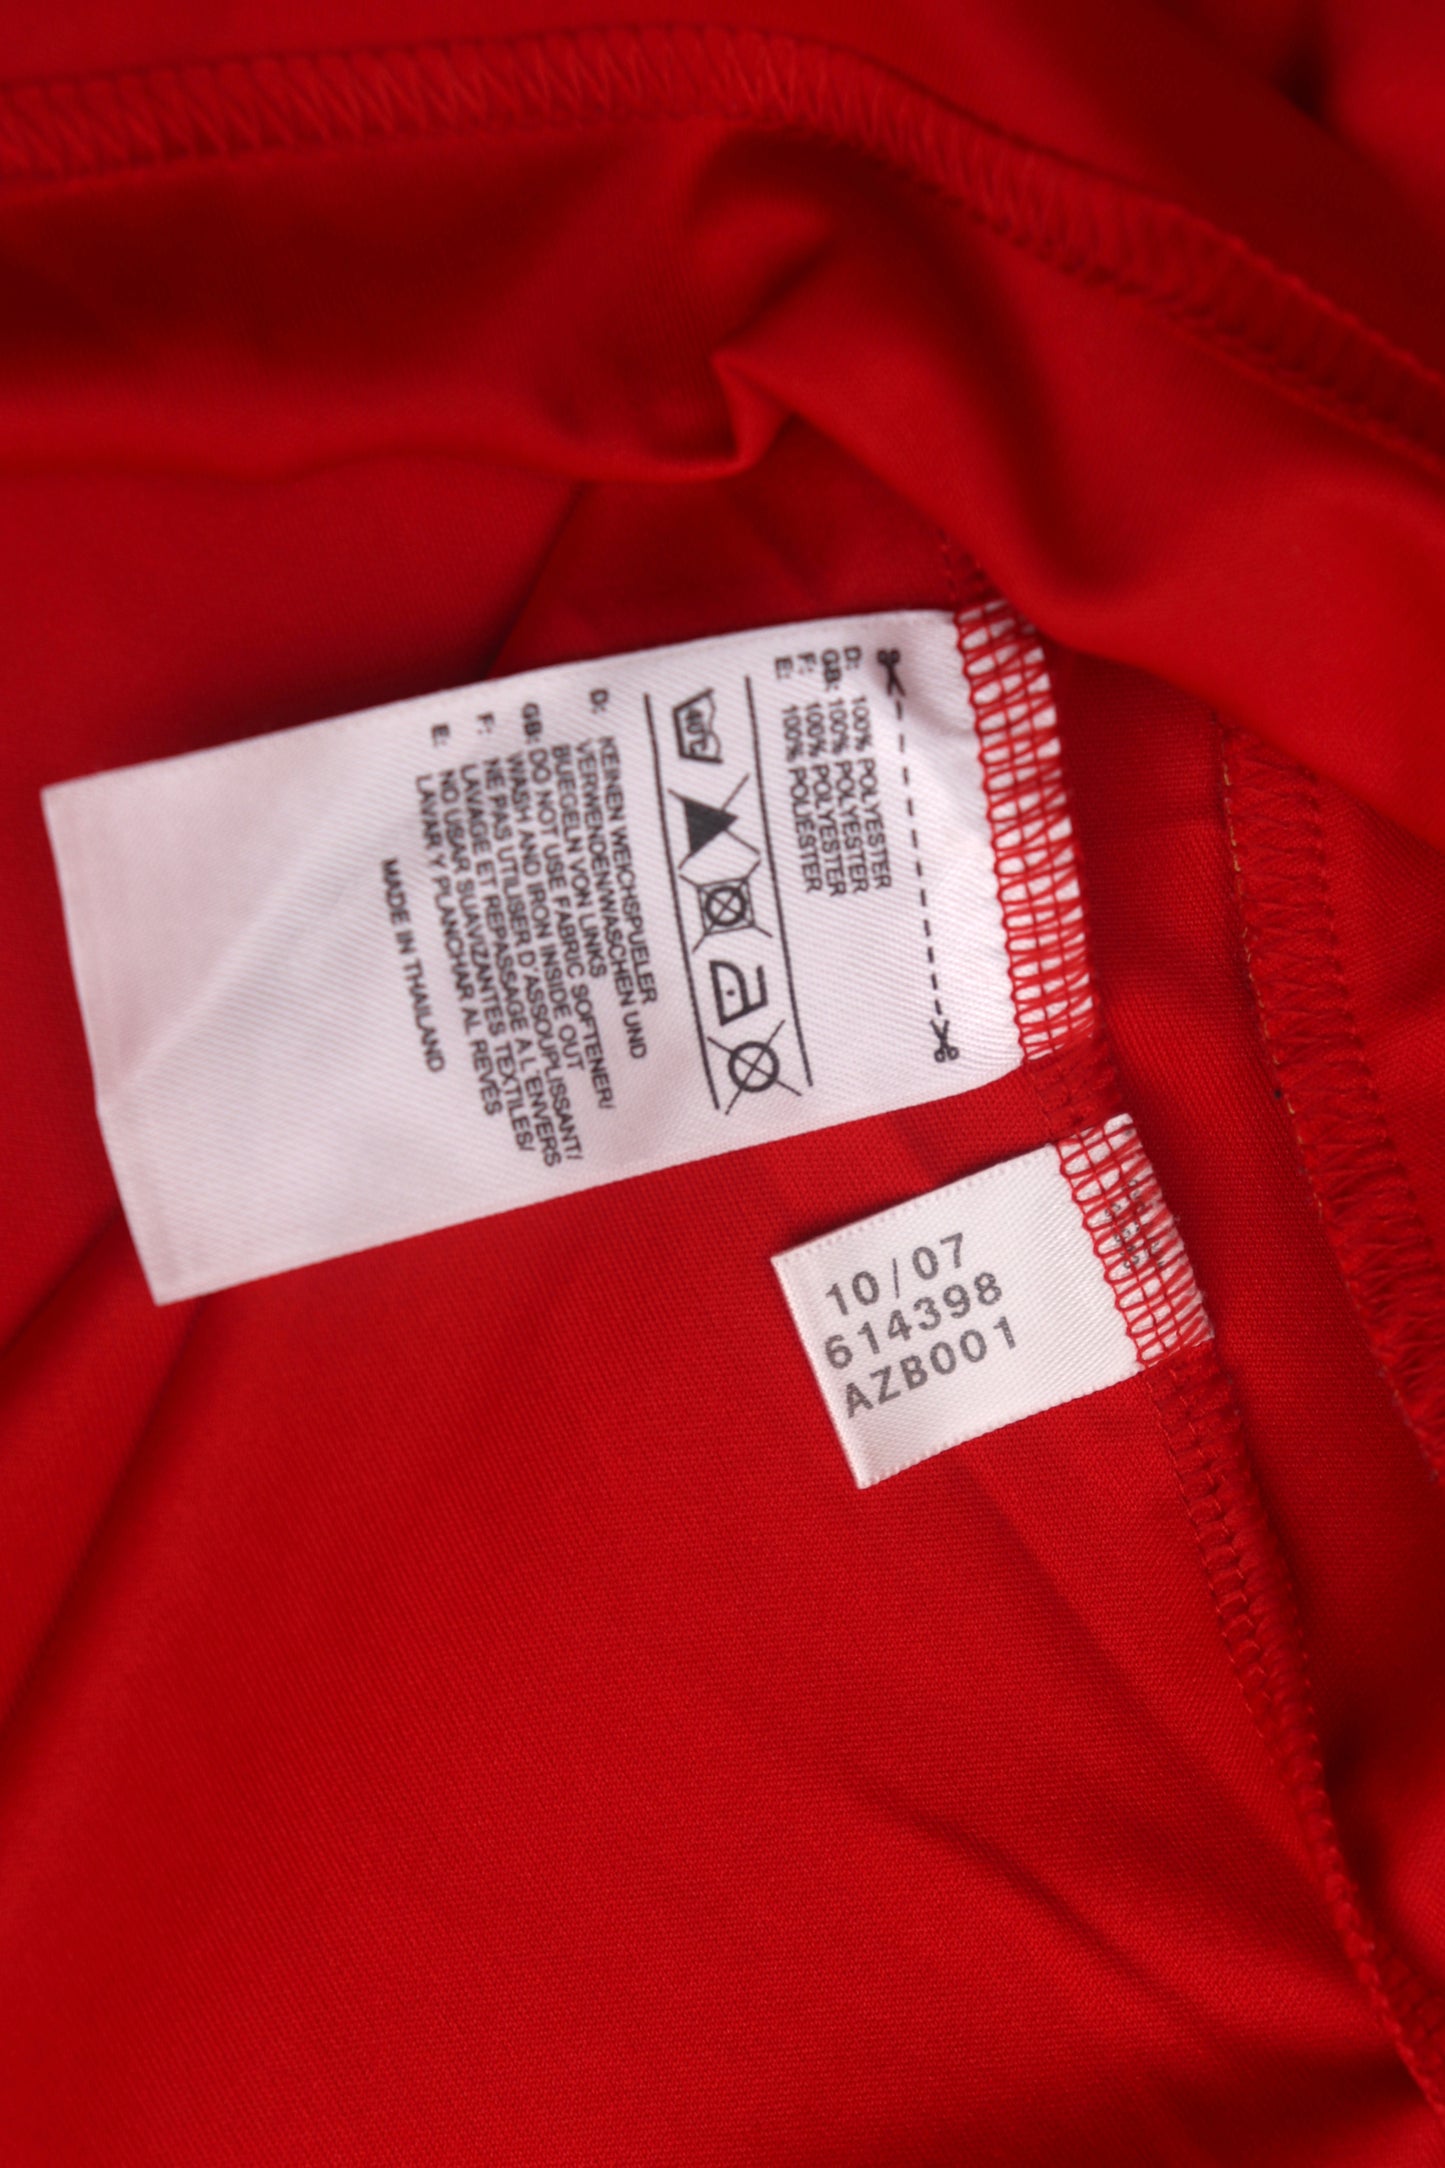 D: 100% POLYESTER
GB: 100% POLYESTER
F: 100% POLYESTER
E: 100% POLIÉSTER
40°C
D: KEINEN WEICHSPUELER
VERWENDEN/WASCHEN UND
BUEGELN VON LINKS
GB: DO NOT USE FABRIC SOFTENER/
WASH AND IRON INSIDE OUT
F: NE PAS UTILISER D'ASSOUPLISSANT/
LAVAGE ET REPASSAGE A L'ENVERS
E: NO USAR SUAVIZANTES TEXTILES/
LAVAR Y PLANCHAR AL REVÉS
MADE IN THAILAND
10/07
614398
AZB001